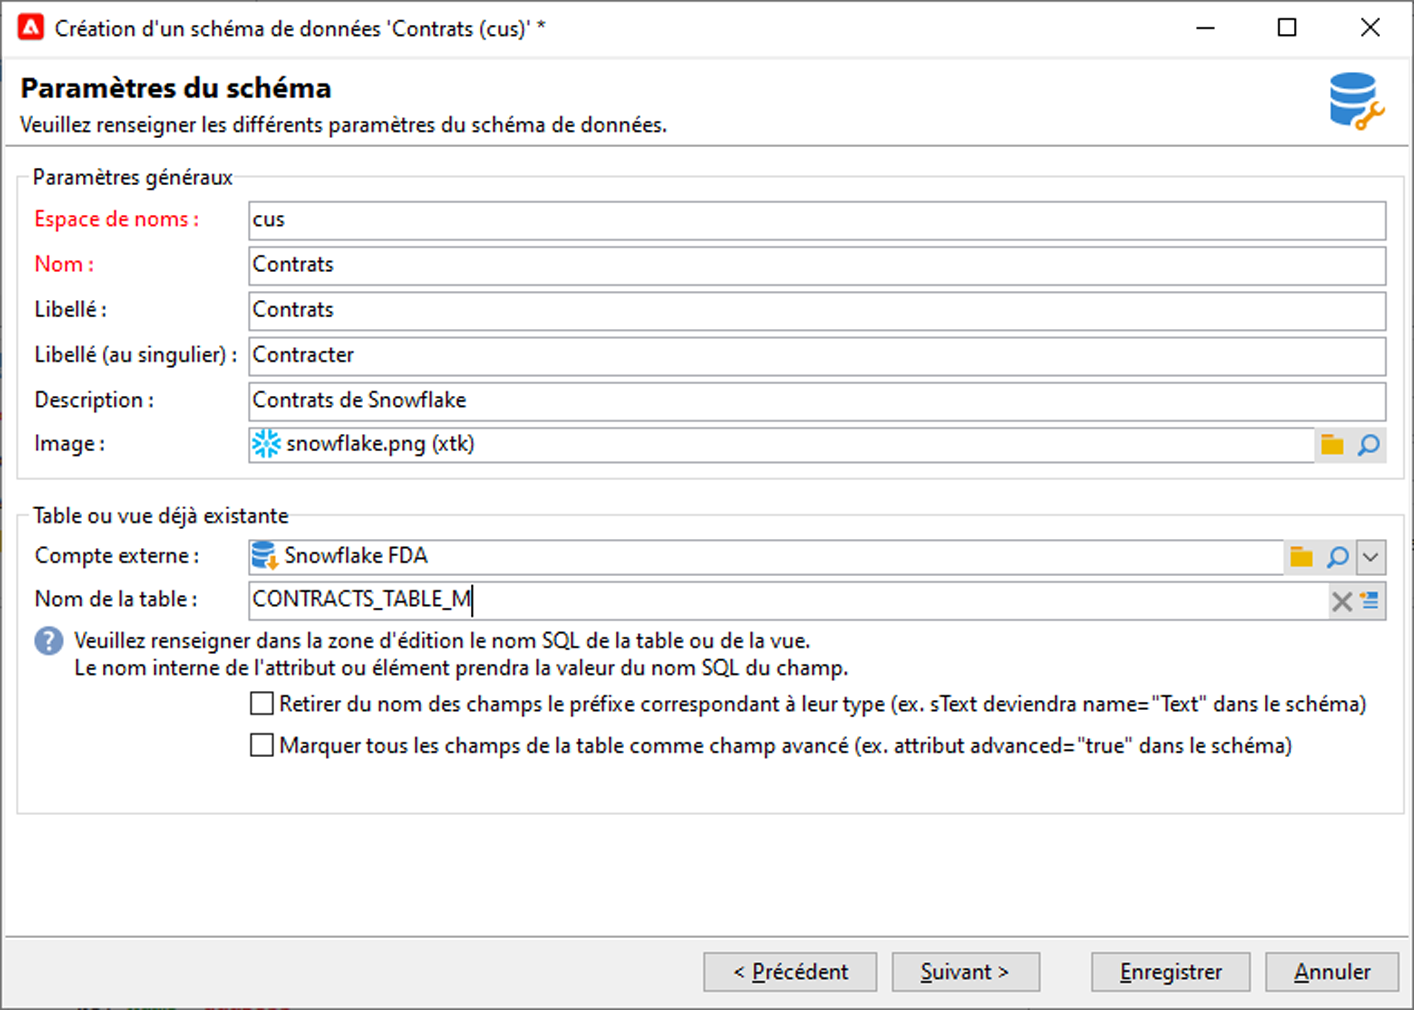 Création d'un schéma de données 'Contrats (cus)' *
Paramètres du schéma
Veuillez renseigner les différents paramètres du schéma de données.
Paramètres généraux
Espace de noms : cus
Nom : Contrats
Libellé : Contrats
Libellé (au singulier) : Contracter
Description : Contrats de Snowflake
Image : snowflake.png (xtk)
Table ou vue déjà existante
Compte externe : Snowflake FDA
Nom de la table : CONTRACTS_TABLE_M
? Veuillez renseigner dans la zone d'édition le nom SQL de la table ou de la vue.
Le nom interne de l'attribut ou élément prendra la valeur du nom SQL du champ.
Retirer du nom des champs le préfixe correspondant à leur type (ex. sText deviendra name="Text" dans le schéma)
Marquer tous les champs de la table comme champ avancé (ex. attribut advanced="true" dans le schéma)
< Précédent Suivant > Enregistrer Annuler